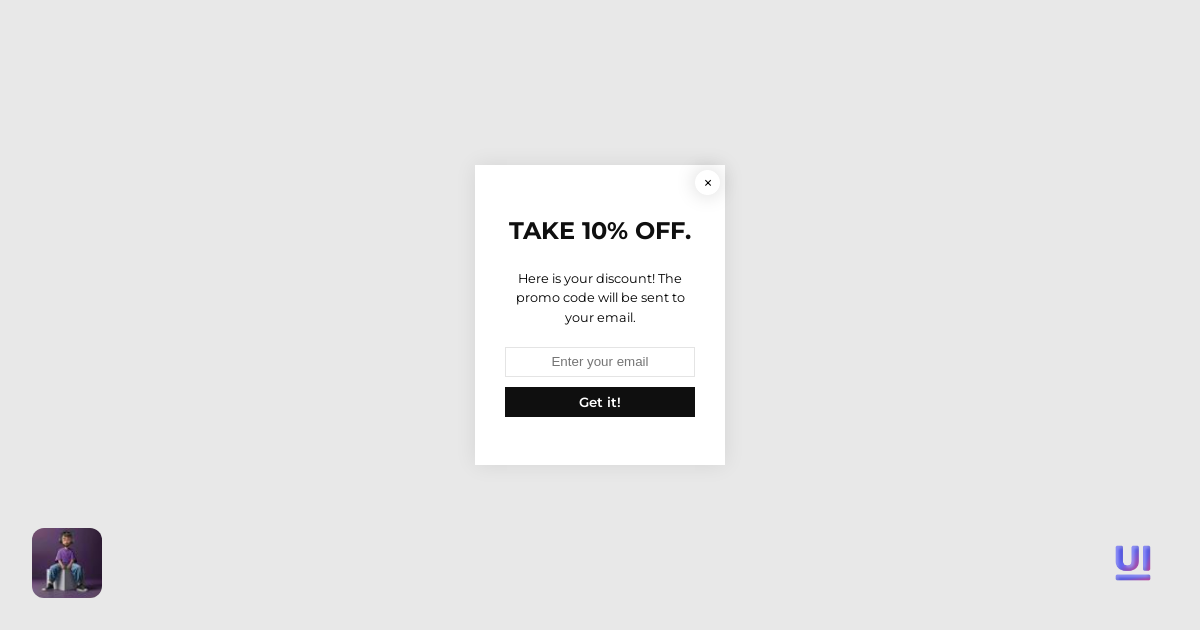 ×
TAKE 10% OFF.
Here is your discount! The
promo code will be sent to
your email.
Enter your email
Get it!
UI